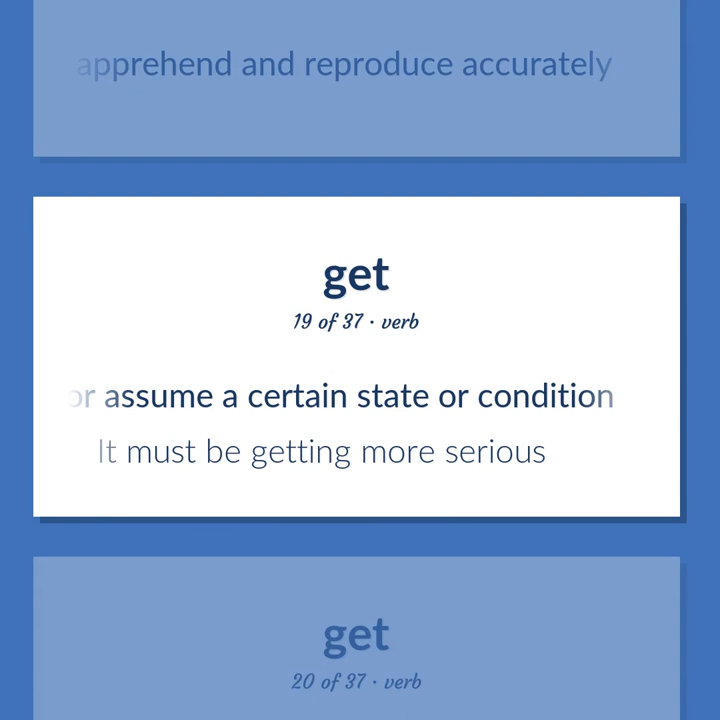 apprehend and reproduce accurately
get
19 of 37 · verb
or assume a certain state or condition
It must be getting more serious
get
20 of 37 · verb